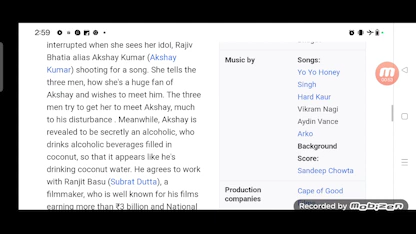 2:59
interrupted when she sees her idol, Rajiv
Bhatia alias Akshay Kumar (Akshay
Kumar) shooting for a song. She tells the
three men, how she's a huge fan of
Akshay and wishes to meet him. The three
men try to get her to meet Akshay, much
to his disturbance . Meanwhile, Akshay is
revealed to be secretly an alcoholic, who
drinks alcoholic beverages filled in
coconut, so that it appears like he's
drinking coconut water. He agrees to work
with Ranjit Basu (Subrat Dutta), a
filmmaker, who is well known for his films
earning more than ₹3 billion and National
Music by
Songs:
Yo Yo Honey
Singh
Hard Kaur
Vikram Nagi
Aydin Vance
Arko
Background
Score:
Sandeep Chowta
Production
companies
Cape of Good
Recorded by mobizen